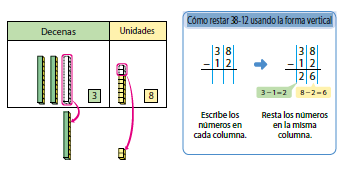 Decenas Unidades
3 8
Cómo restar 38-12 usando la forma vertical
3 8
3 8
− 1 2
− 1 2
2 6
3−1=2 8−2=6
Escribe los
números en
cada columna.
Resta los números
en la misma
columna.